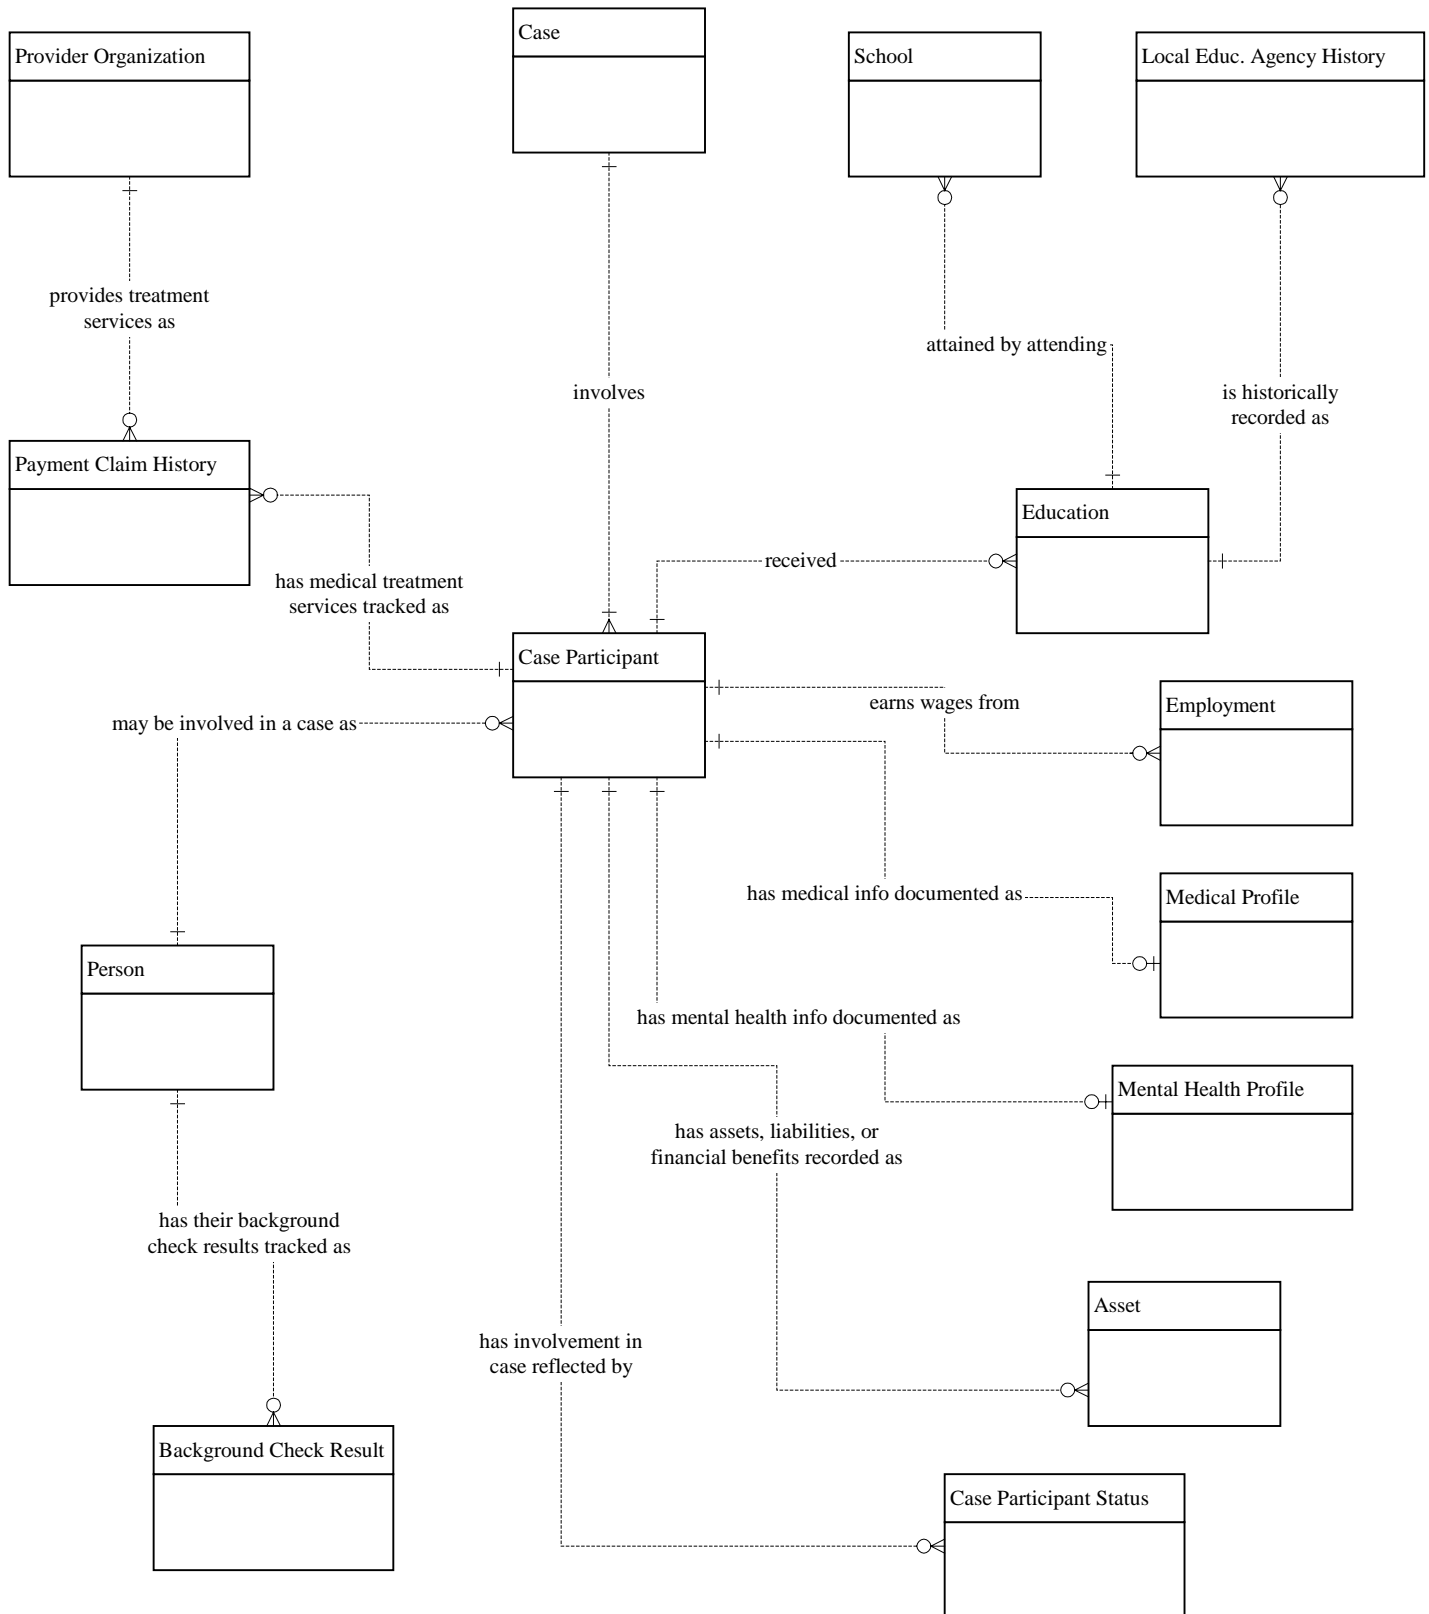 Case
Provider Organization
School
Local Educ. Agency History
provides treatment
services as
attained by attending
involves
is historically
recorded as
Payment Claim History
Education
received
has medical treatment
services tracked as
Case Participant
earns wages from
Employment
may be involved in a case as
has medical info documented as
Medical Profile
Person
has mental health info documented as
Mental Health Profile
has assets, liabilities, or
financial benefits recorded as
has their background
check results tracked as
Asset
has involvement in
case reflected by
Background Check Result
Case Participant Status